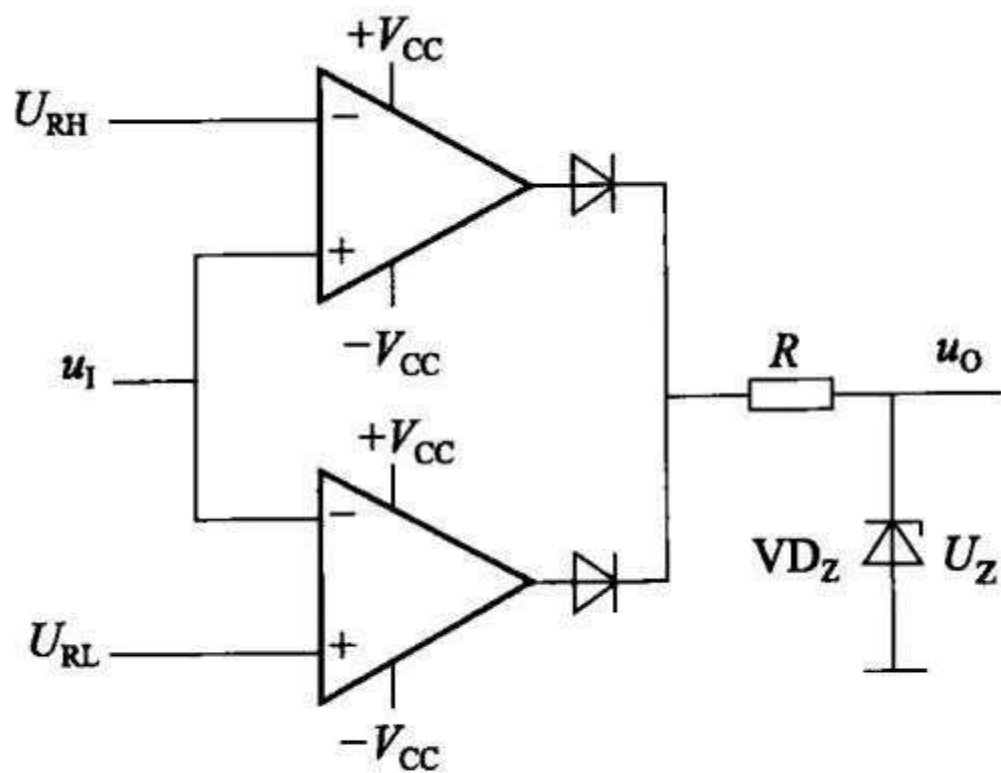 +V_CC
U_RH
−
+
−V_CC
u_I
R
u_O
+V_CC
−
VD_Z
U_Z
U_RL
+
−V_CC